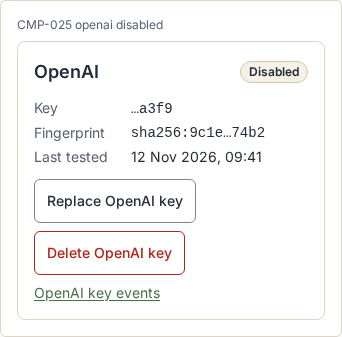 CMP-025 openai disabled
OpenAI Disabled
Key …a3f9
Fingerprint sha256:9c1e…74b2
Last tested 12 Nov 2026, 09:41
Replace OpenAI key
Delete OpenAI key
OpenAI key events